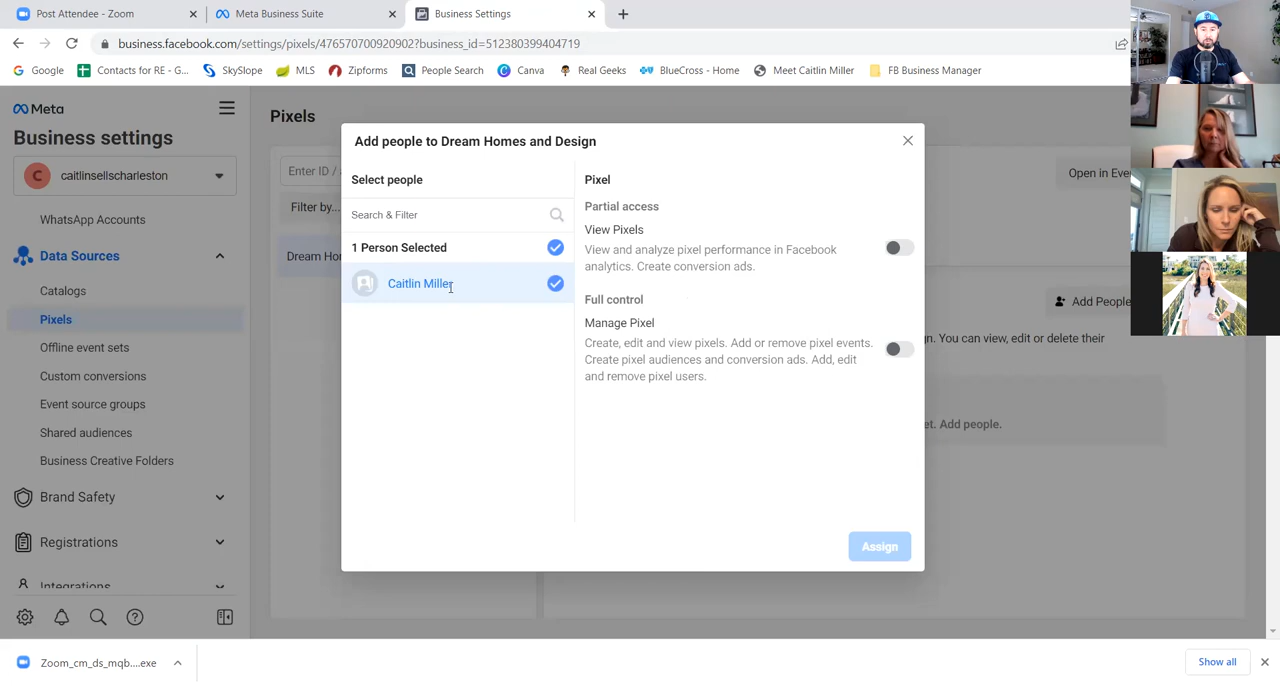 Post Attendee - Zoom
Meta Business Suite
Business Settings
business.facebook.com/settings/pixels/476570700920902?business_id=512380399404719
Google
Contacts for RE - G...
SkySlope
MLS
Zipforms
People Search
Canva
Real Geeks
BlueCross - Home
Meet Caitlin Miller
FB Business Manager
Meta
Business settings
C
caitlinsellscharleston
WhatsApp Accounts
Data Sources
Catalogs
Pixels
Offline event sets
Custom conversions
Event source groups
Shared audiences
Business Creative Folders
Brand Safety
Registrations
Integrations
Pixels
Enter ID /
Filter by...
Dream Hor
Open in Eve
Add People
gn. You can view, edit or delete their
et. Add people.
Add people to Dream Homes and Design
Select people
Search & Filter
1 Person Selected
Caitlin Miller
Pixel
Partial access
View Pixels
View and analyze pixel performance in Facebook
analytics. Create conversion ads.
Full control
Manage Pixel
Create, edit and view pixels. Add or remove pixel events.
Create pixel audiences and conversion ads. Add, edit
and remove pixel users.
Assign
Zoom_cm_ds_mqb....exe
Show all